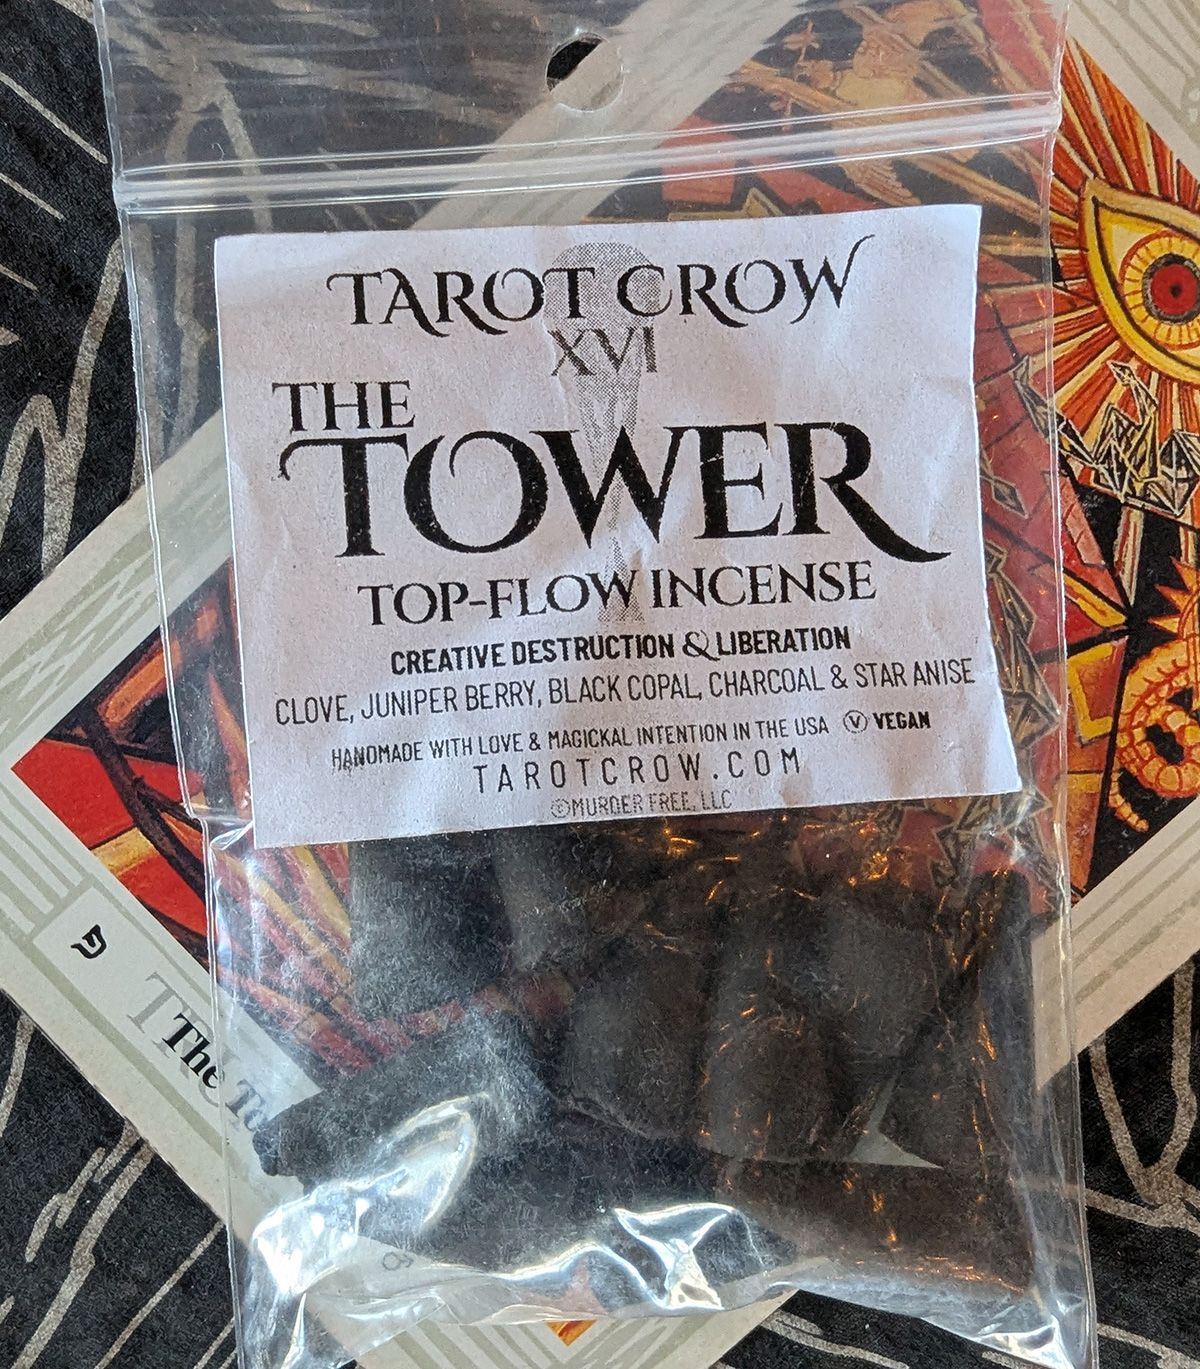 TAROT CROW
XVI
THE
TOWER
TOP-FLOW INCENSE
CREATIVE DESTRUCTION & LIBERATION
CLOVE, JUNIPER BERRY, BLACK COPAL, CHARCOAL & STAR ANISE
HANDMADE WITH LOVE & MAGICKAL INTENTION IN THE USA Ⓥ VEGAN
TAROTCROW.COM
©MURDER FREE, LLC
פ
The